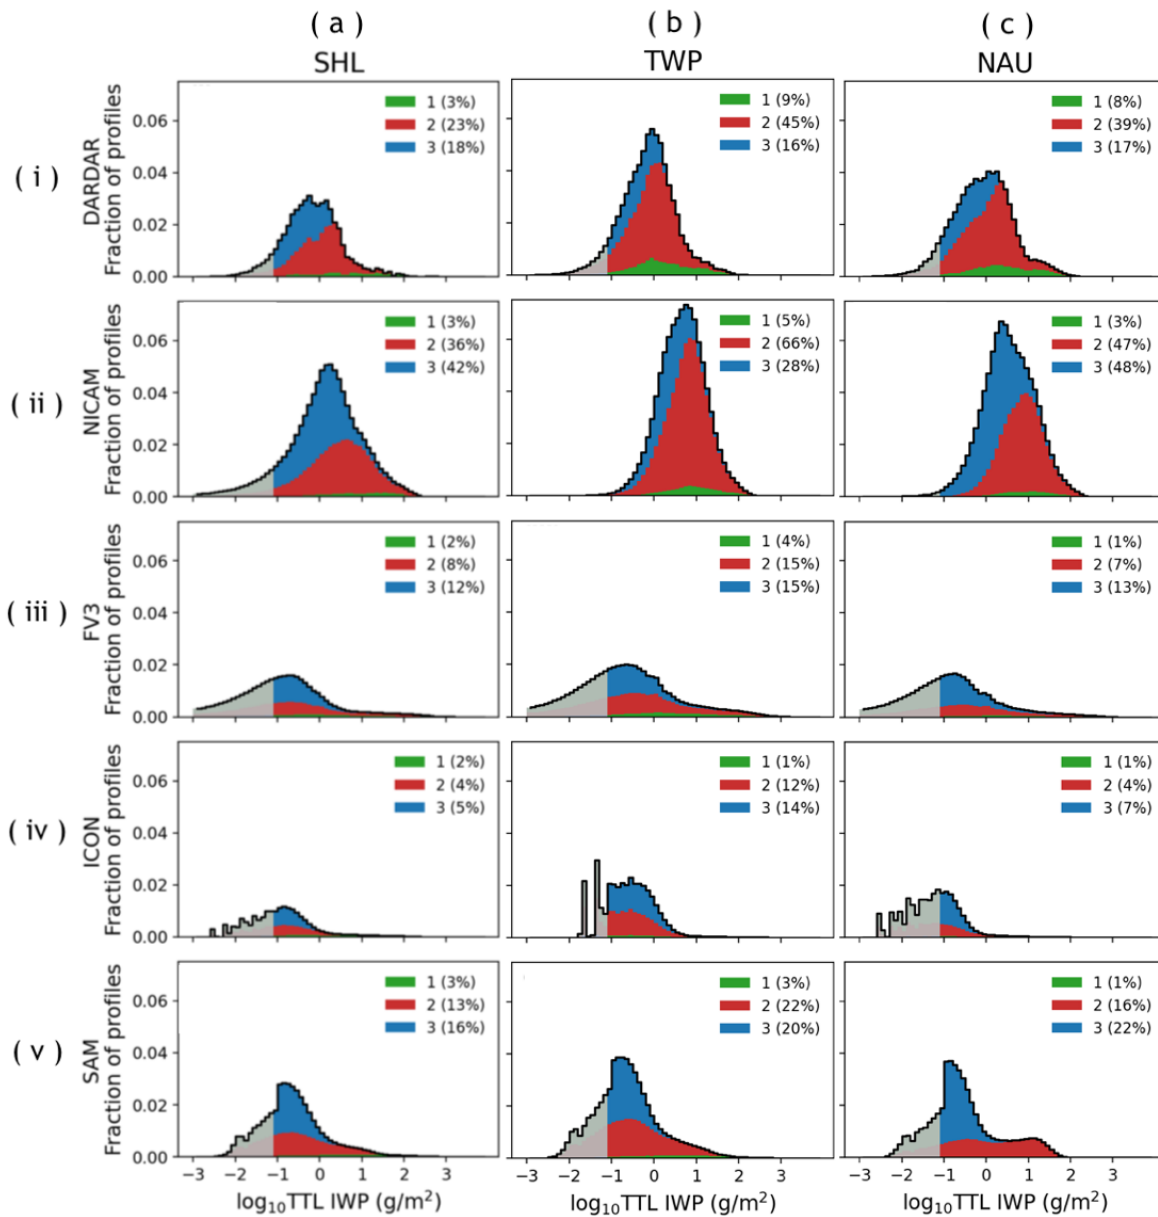 ( a ) ( b ) ( c )
SHL TWP NAU
( i )
DARDAR
Fraction of profiles
0.06
0.04
0.02
0.00
1 (3%)
2 (23%)
3 (18%)
1 (9%)
2 (45%)
3 (16%)
1 (8%)
2 (39%)
3 (17%)
( ii )
NICAM
Fraction of profiles
0.06
0.04
0.02
0.00
1 (3%)
2 (36%)
3 (42%)
1 (5%)
2 (66%)
3 (28%)
1 (3%)
2 (47%)
3 (48%)
( iii )
FV3
Fraction of profiles
0.06
0.04
0.02
0.00
1 (2%)
2 (8%)
3 (12%)
1 (4%)
2 (15%)
3 (15%)
1 (1%)
2 (7%)
3 (13%)
( iv )
ICON
Fraction of profiles
0.06
0.04
0.02
0.00
1 (2%)
2 (4%)
3 (5%)
1 (1%)
2 (12%)
3 (14%)
1 (1%)
2 (4%)
3 (7%)
( v )
SAM
Fraction of profiles
0.06
0.04
0.02
0.00
1 (3%)
2 (13%)
3 (16%)
1 (3%)
2 (22%)
3 (20%)
1 (1%)
2 (16%)
3 (22%)
−3 −2 −1 0 1 2 3
−3 −2 −1 0 1 2 3
−3 −2 −1 0 1 2 3
log₁₀TTL IWP (g/m²)
log₁₀TTL IWP (g/m²)
log₁₀TTL IWP (g/m²)